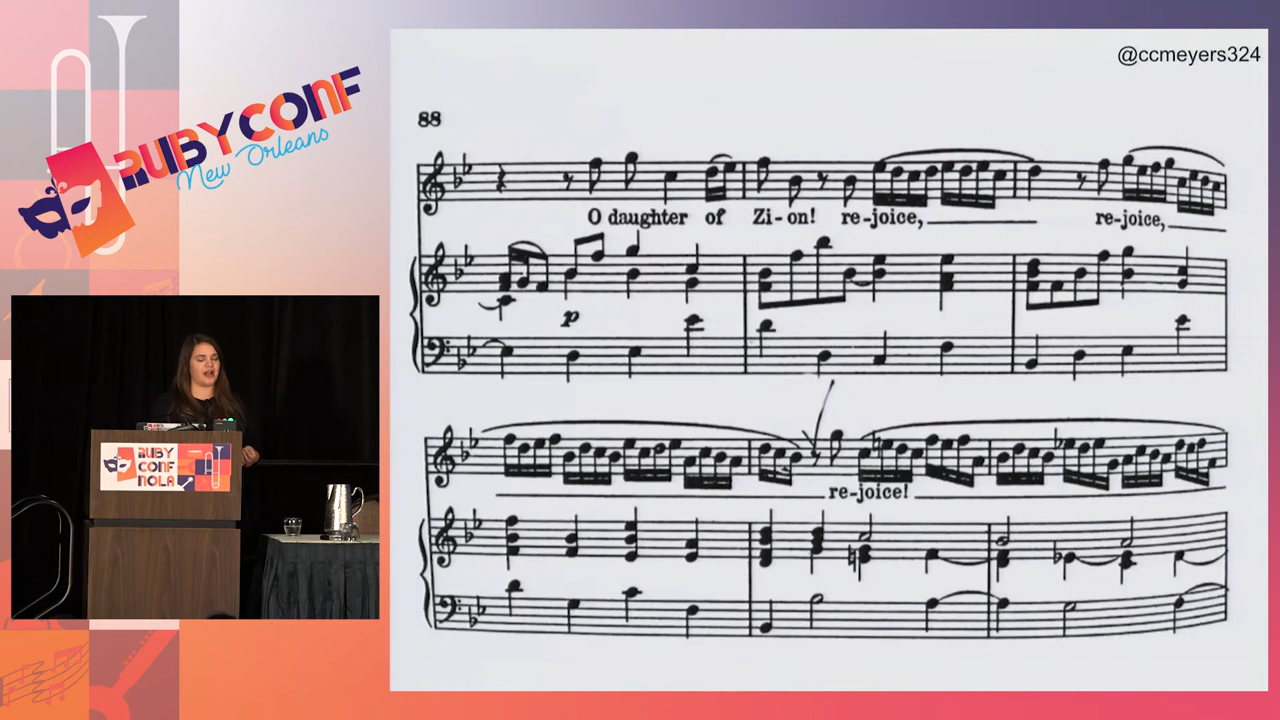 @ccmeyers324
RUBYCONF
New Orleans
88
O daughter of Zi-on! re-joice, re-joice,
p
re-joice!
RUBY
CONF
NOLA